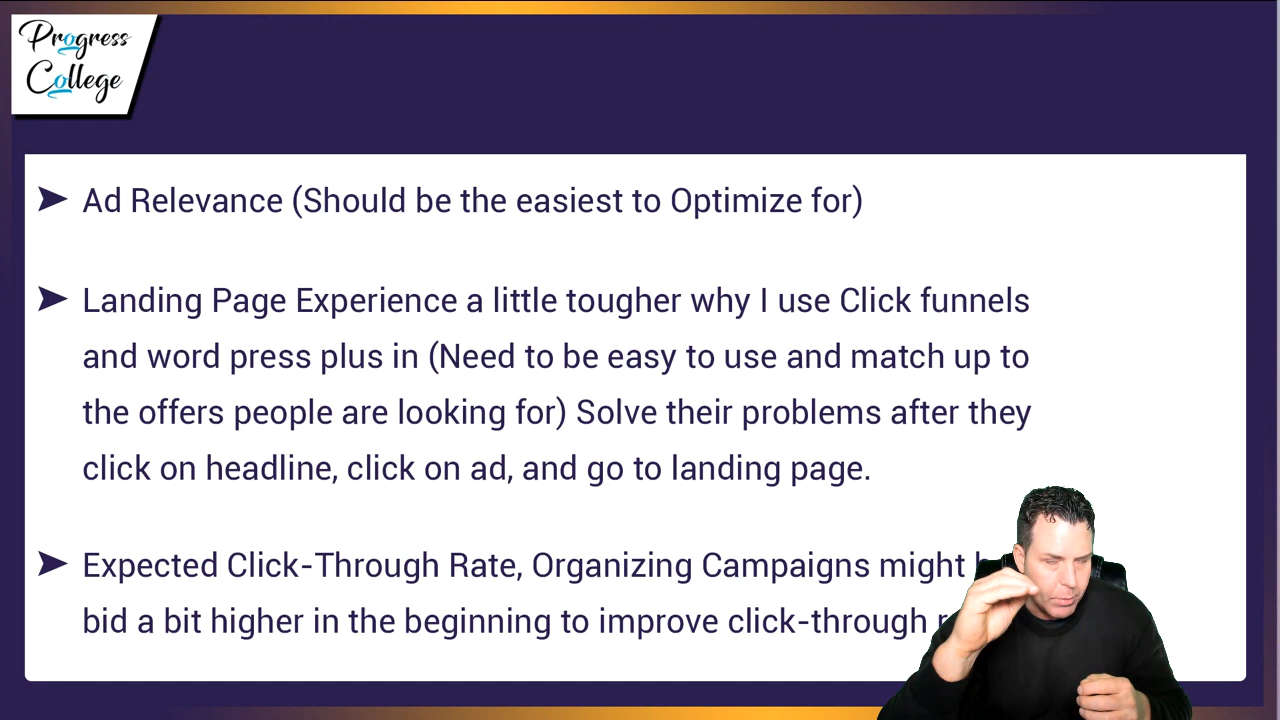 Progress
College
➤ Ad Relevance (Should be the easiest to Optimize for)
➤ Landing Page Experience a little tougher why I use Click funnels
and word press plus in (Need to be easy to use and match up to
the offers people are looking for) Solve their problems after they
click on headline, click on ad, and go to landing page.
➤ Expected Click-Through Rate, Organizing Campaigns might
bid a bit higher in the beginning to improve click-through